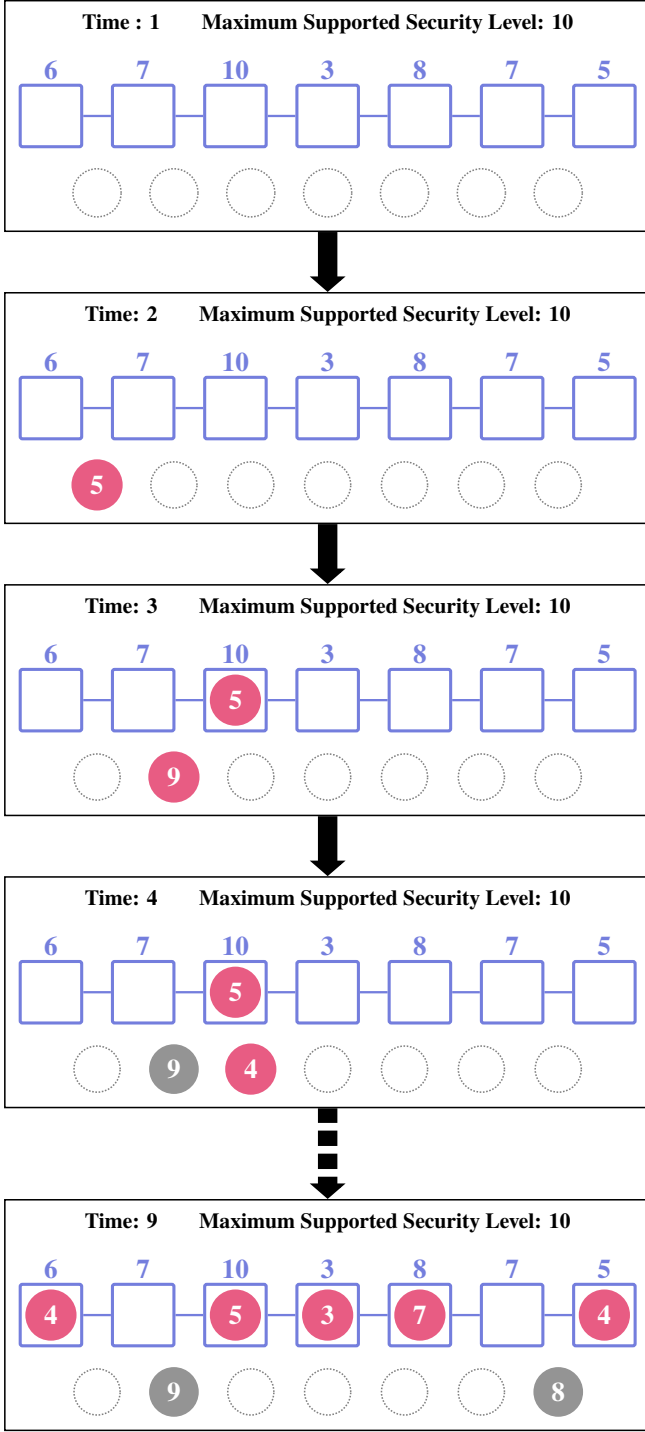 Time : 1 Maximum Supported Security Level: 10
6 7 10 3 8 7 5
Time: 2 Maximum Supported Security Level: 10
6 7 10 3 8 7 5
5
Time: 3 Maximum Supported Security Level: 10
6 7 10 3 8 7 5
5
9
Time: 4 Maximum Supported Security Level: 10
6 7 10 3 8 7 5
5
9 4
Time: 9 Maximum Supported Security Level: 10
6 7 10 3 8 7 5
4 5 3 7 4
9 8